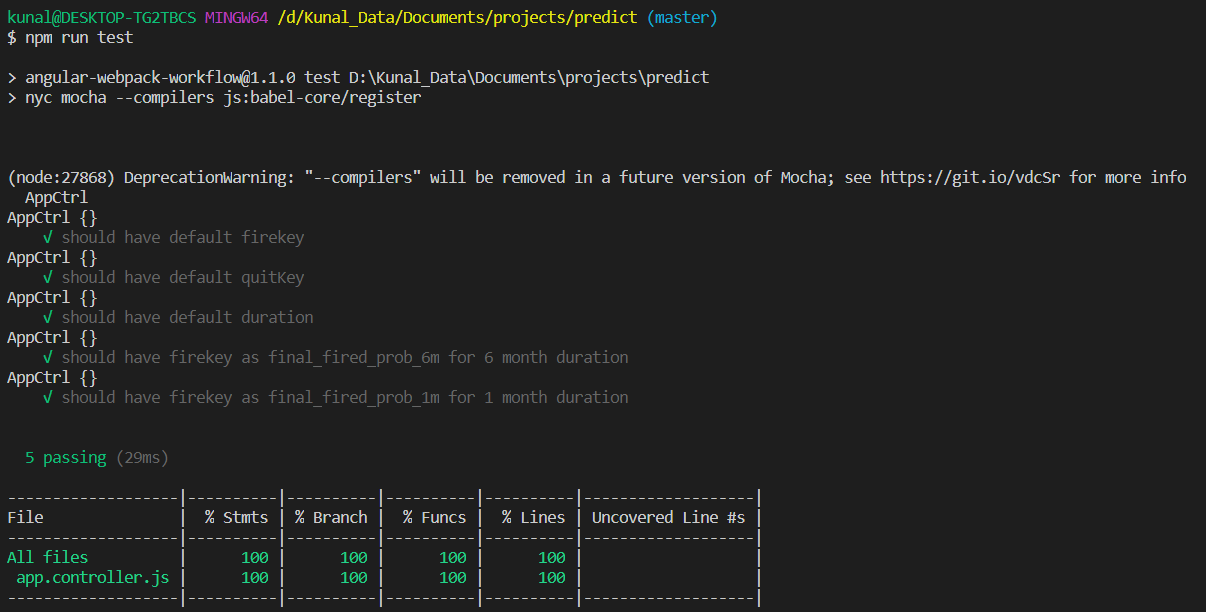 kunal@DESKTOP-TG2TBCS MINGW64 /d/Kunal_Data/Documents/projects/predict (master)
$ npm run test
> angular-webpack-workflow@1.1.0 test D:\Kunal_Data\Documents\projects\predict
> nyc mocha --compilers js:babel-core/register
(node:27868) DeprecationWarning: "--compilers" will be removed in a future version of Mocha; see https://git.io/vdcSr for more info
  AppCtrl
AppCtrl {}
    √ should have default firekey
AppCtrl {}
    √ should have default quitKey
AppCtrl {}
    √ should have default duration
AppCtrl {}
    √ should have firekey as final_fired_prob_6m for 6 month duration
AppCtrl {}
    √ should have firekey as final_fired_prob_1m for 1 month duration
  5 passing (29ms)
-------------------|----------|----------|----------|----------|-------------------|
File               |  % Stmts | % Branch |  % Funcs |  % Lines | Uncovered Line #s |
-------------------|----------|----------|----------|----------|-------------------|
All files          |      100 |      100 |      100 |      100 |                   |
 app.controller.js |      100 |      100 |      100 |      100 |                   |
-------------------|----------|----------|----------|----------|-------------------|